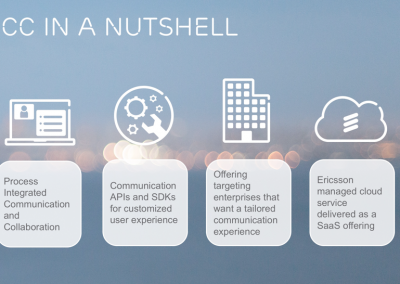 CC IN A NUTSHELL
Process
Integrated
Communication
and
Collaboration
Communication
APIs and SDKs
for customized
user experience
Offering
targeting
enterprises that
want a tailored
communication
experience
Ericsson
managed cloud
service
delivered as a
SaaS offering